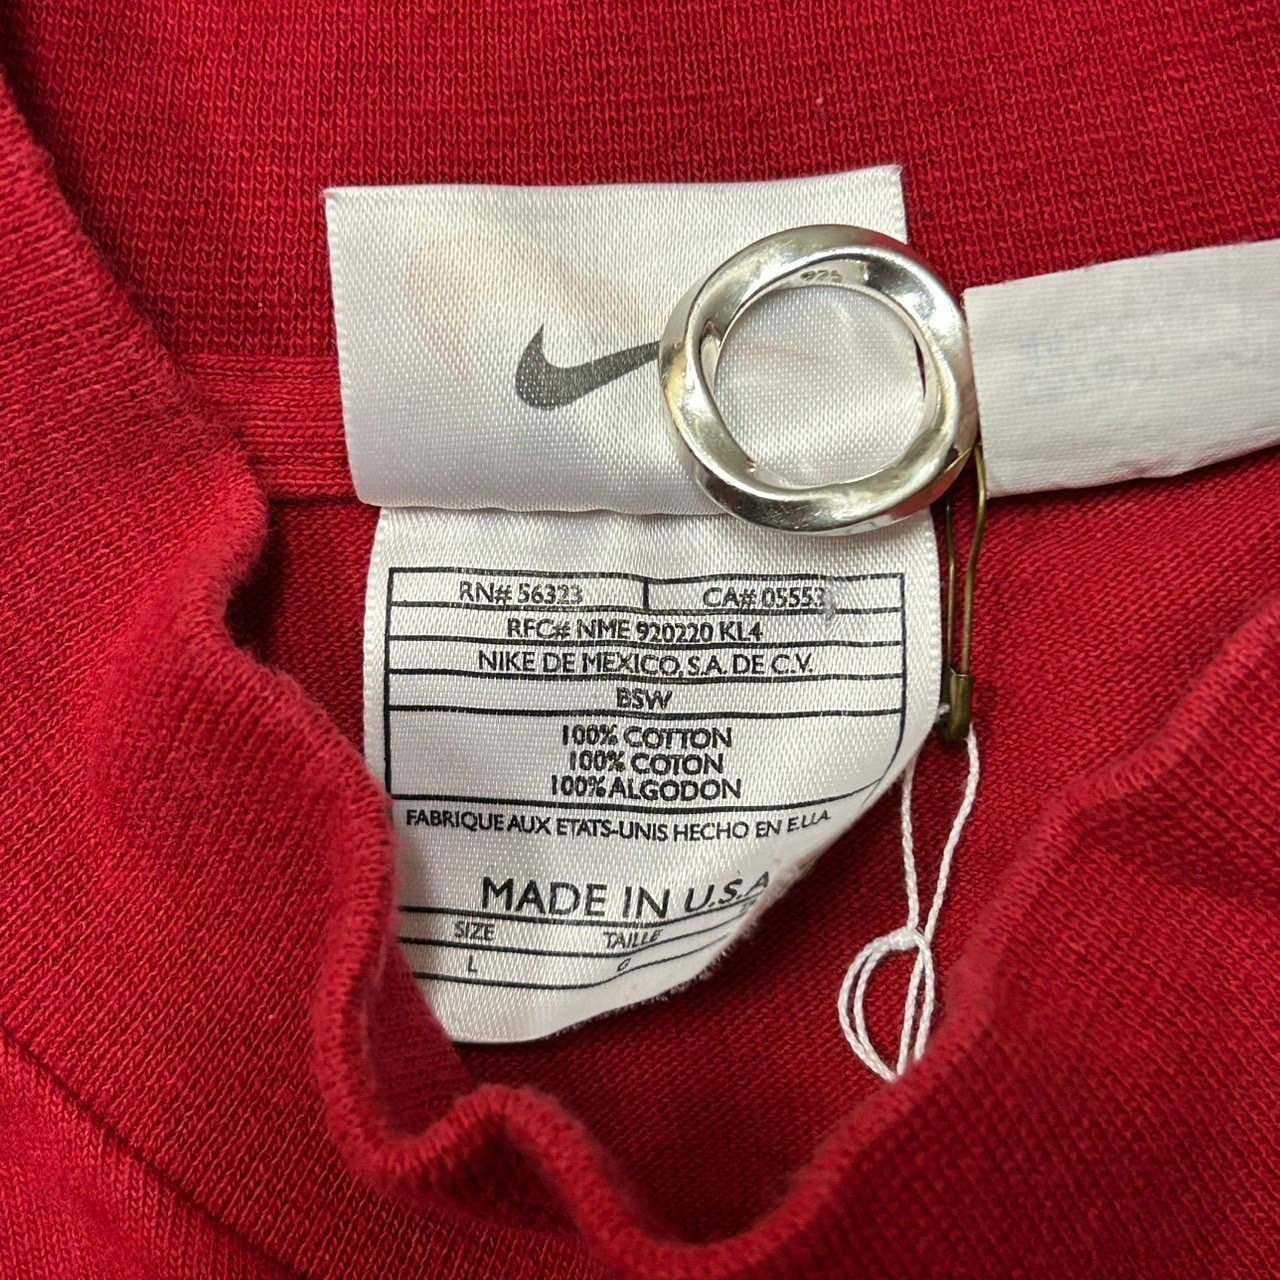 925
RN# 56323 CA# 05553
RFC# NME 920220 KL4
NIKE DE MEXICO, S.A. DE C.V.
BSW
100% COTTON
100% COTON
100% ALGODON
FABRIQUE AUX ETATS-UNIS HECHO EN E.U.A.
MADE IN U.S.A
SIZE TAILLE
L G